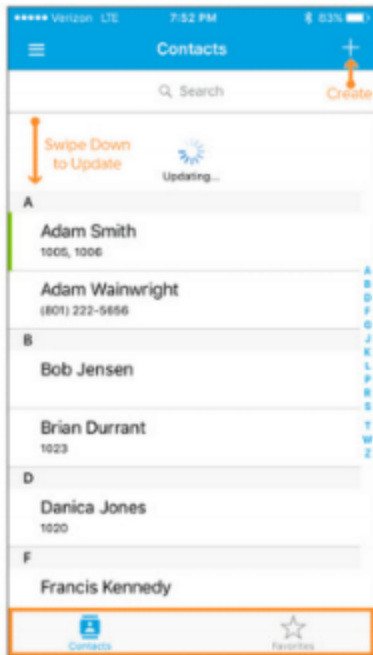 Verizon LTE 7:52 PM 83%
Contacts
Search
Create
Swipe Down
to Update
Updating...
A
Adam Smith
1005, 1006
Adam Wainwright
(801) 222-5656
B
Bob Jensen
Brian Durrant
1023
D
Danica Jones
1020
F
Francis Kennedy
A
B
D
F
G
J
K
L
P
R
S
T
W
Z
Contacts Favorites